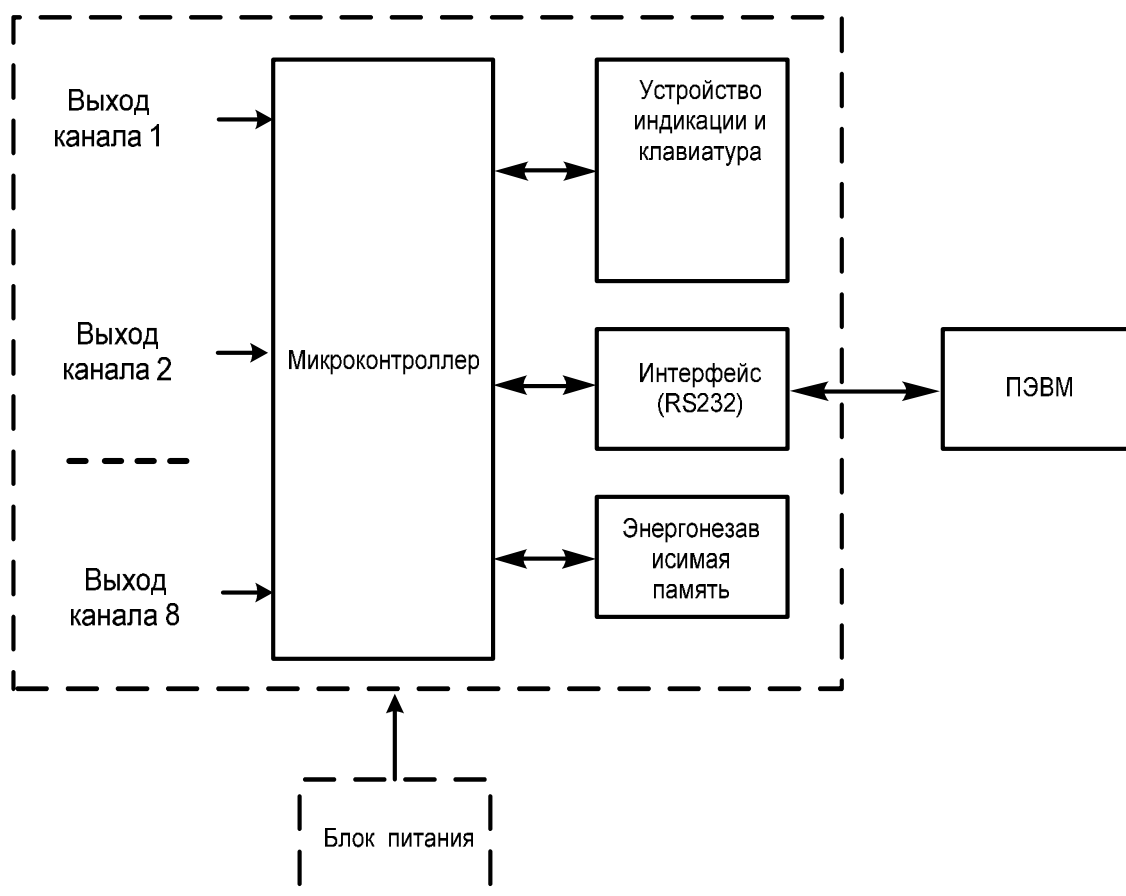 Выход
канала 1
Устройство
индикации и
клавиатура
Выход
канала 2
Микроконтроллер
Интерфейс
(RS232)
ПЭВМ
Выход
канала 8
Энергонезав
исимая
память
Блок питания